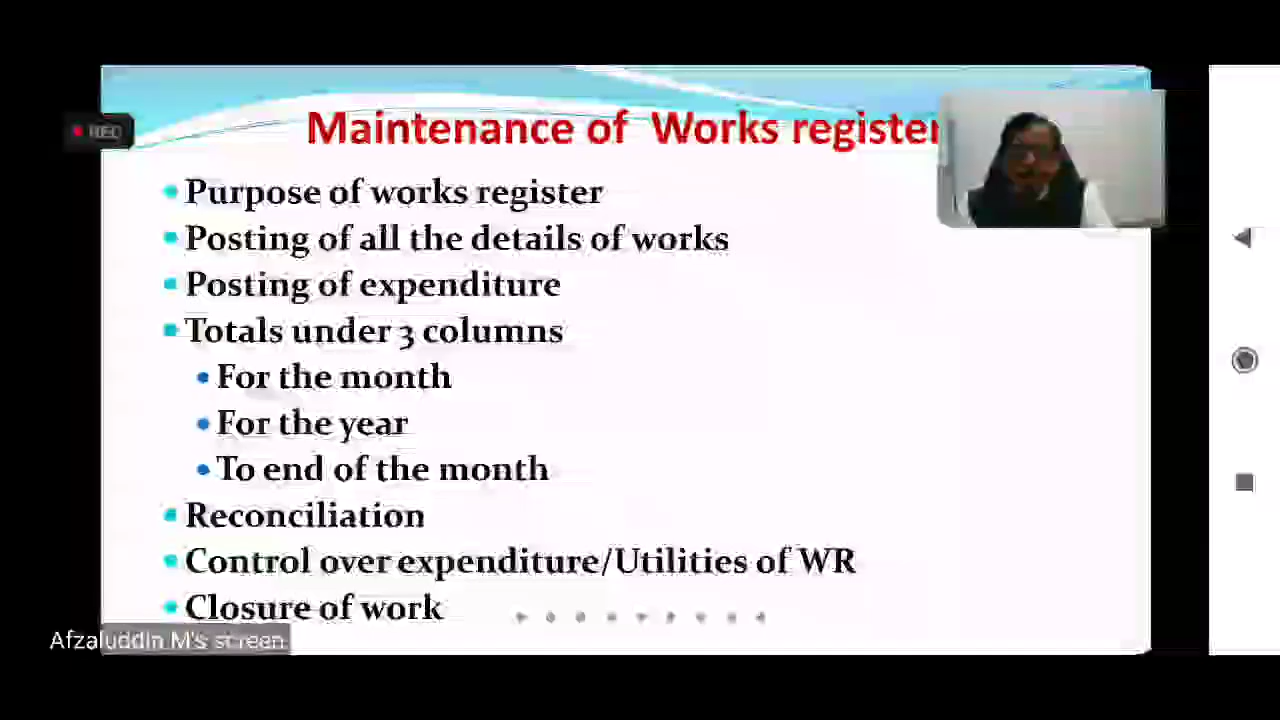 Maintenance of Works register
REC
Purpose of works register
Posting of all the details of works
Posting of expenditure
Totals under 3 columns
For the month
For the year
To end of the month
Reconciliation
Control over expenditure/Utilities of WR
Closure of work
Afzaluddin M's screen